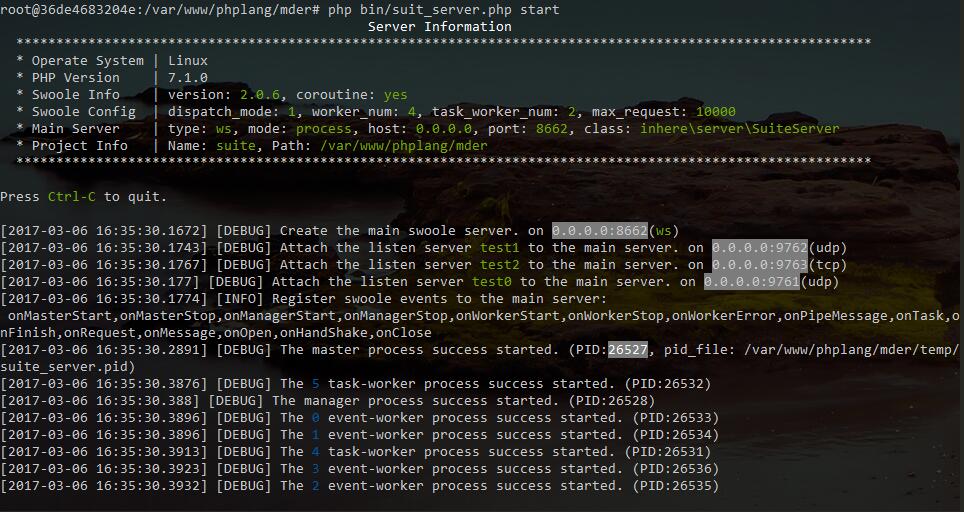 root@36de4683204e:/var/www/phplang/mder# php bin/suit_server.php start
Server Information
***********************************************************************************************************
* Operate System | Linux
* PHP Version | 7.1.0
* Swoole Info | version: 2.0.6, coroutine: yes
* Swoole Config | dispatch_mode: 1, worker_num: 4, task_worker_num: 2, max_request: 10000
* Main Server | type: ws, mode: process, host: 0.0.0.0, port: 8662, class: inhere\server\SuiteServer
* Project Info | Name: suite, Path: /var/www/phplang/mder
***********************************************************************************************************
Press Ctrl-C to quit.
[2017-03-06 16:35:30.1672] [DEBUG] Create the main swoole server. on 0.0.0.0:8662(ws)
[2017-03-06 16:35:30.1743] [DEBUG] Attach the listen server test1 to the main server. on 0.0.0.0:9762(udp)
[2017-03-06 16:35:30.1767] [DEBUG] Attach the listen server test2 to the main server. on 0.0.0.0:9763(tcp)
[2017-03-06 16:35:30.177] [DEBUG] Attach the listen server test0 to the main server. on 0.0.0.0:9761(udp)
[2017-03-06 16:35:30.1774] [INFO] Register swoole events to the main server:
onMasterStart,onMasterStop,onManagerStart,onManagerStop,onWorkerStart,onWorkerStop,onWorkerError,onPipeMessage,onTask,o
nFinish,onRequest,onMessage,onOpen,onHandShake,onClose
[2017-03-06 16:35:30.2891] [DEBUG] The master process success started. (PID:26527, pid_file: /var/www/phplang/mder/temp/
suite_server.pid)
[2017-03-06 16:35:30.3876] [DEBUG] The 5 task-worker process success started. (PID:26532)
[2017-03-06 16:35:30.388] [DEBUG] The manager process success started. (PID:26528)
[2017-03-06 16:35:30.3896] [DEBUG] The 0 event-worker process success started. (PID:26533)
[2017-03-06 16:35:30.3896] [DEBUG] The 1 event-worker process success started. (PID:26534)
[2017-03-06 16:35:30.3913] [DEBUG] The 4 task-worker process success started. (PID:26531)
[2017-03-06 16:35:30.3923] [DEBUG] The 3 event-worker process success started. (PID:26536)
[2017-03-06 16:35:30.3932] [DEBUG] The 2 event-worker process success started. (PID:26535)